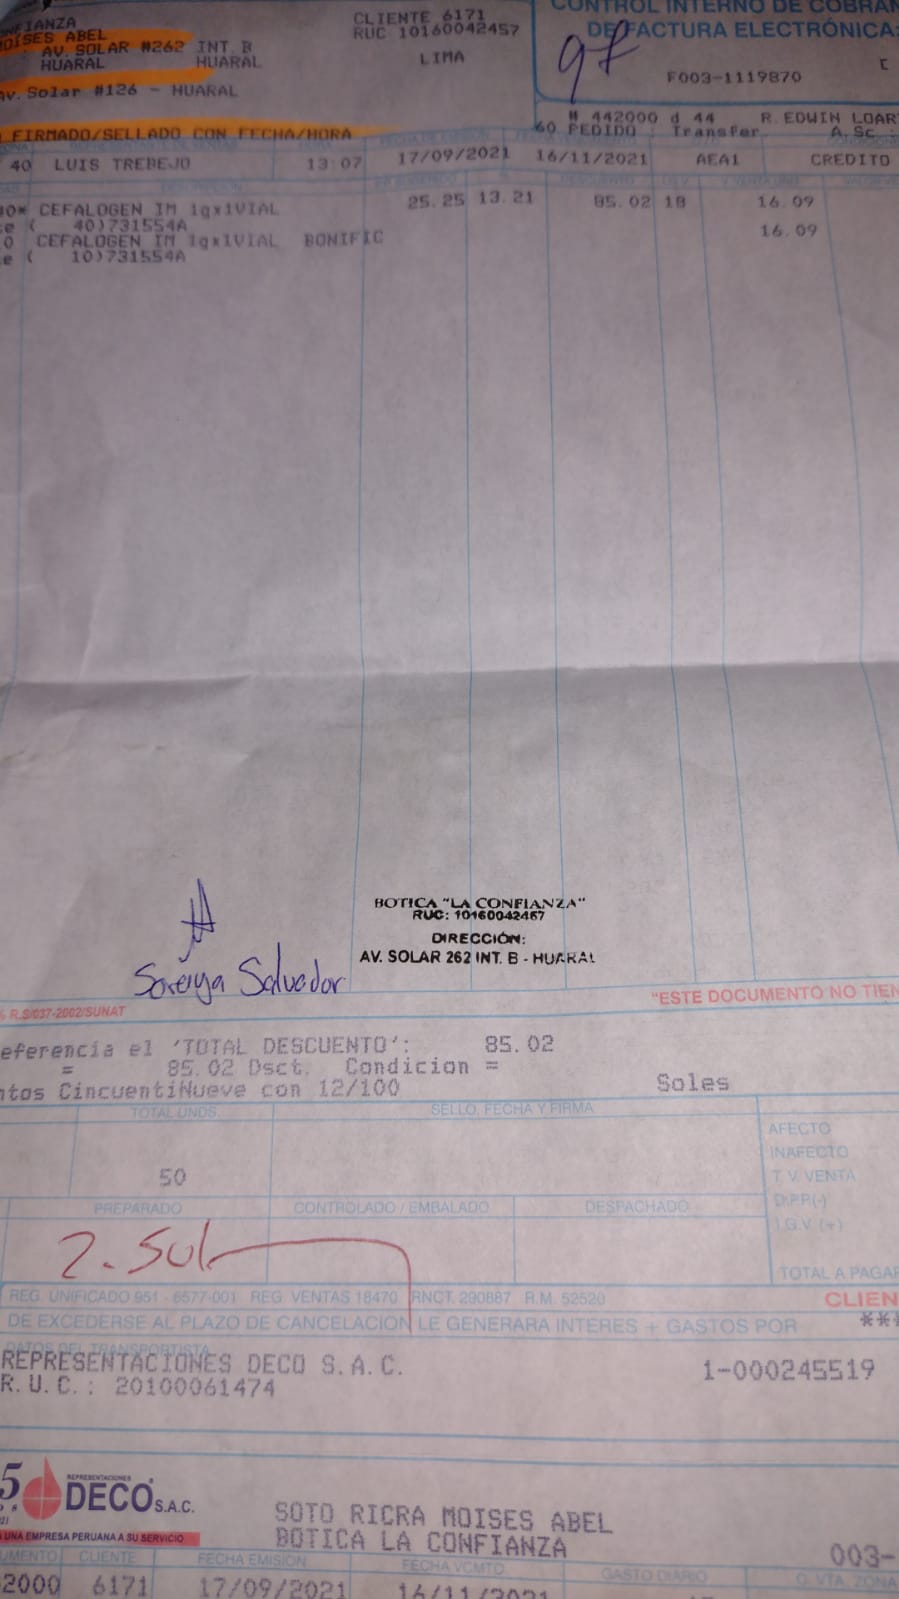 CONTROL INTERNO DE COBRAN
DE FACTURA ELECTRÓNICA:
NFIANZA
MOISES ABEL
AV. SOLAR #262 INT. B
HUARAL HUARAL
Av. Solar #126 - HUARAL
CLIENTE 6171
RUC 10160042457
LIMA
F003-1119870
FIRMADO/SELLADO CON FECHA/HORA
60 # 442000 d 44 R. EDWIN LOAR
PEDIDO : Transfer. A.Sc :
40 LUIS TREBEJO 13:07 17/09/2021 16/11/2021 AEA1 CREDITO
CEFALOGEN IM 1gx1VIAL 25.25 13.21 85.02 18 16.09
40)731554A
CEFALOGEN IM 1gx1VIAL BONIFIC 16.09
10)731554A
BOTICA "LA CONFIANZA"
RUC: 10160042457
DIRECCIÓN:
AV. SOLAR 262 INT. B - HUARAL
Soreya Salvador
R.S/037-2002/SUNAT
"ESTE DOCUMENTO NO TIEN
eferencia el 'TOTAL DESCUENTO': 85.02
= 85.02 Dsct. Condicion =
ntos CincuentiNueve con 12/100 Soles
TOTAL UNDS. SELLO, FECHA Y FIRMA
50
AFECTO
INAFECTO
T. V. VENTA
D.P.P.(-)
I.G.V. (+)
TOTAL A PAGAR
PREPARADO CONTROLADO / EMBALADO DESPACHADO
REG. UNIFICADO 951 - 6577-001 REG. VENTAS 18470 RNCT. 290887 R.M. 52520
CLIEN
DE EXCEDERSE AL PLAZO DE CANCELACION LE GENERARA INTERES + GASTOS POR ***
DATOS DEL TRANSPORTISTA
REPRESENTACIONES DECO S.A.C. 1-000245519
R.U.C.: 20100061474
REPRESENTACIONES
DECO S.A.C.
UNA EMPRESA PERUANA A SU SERVICIO
SOTO RICRA MOISES ABEL
BOTICA LA CONFIANZA
003-
UMENTO CLIENTE FECHA EMISION FECHA VCMTO. GASTO DIARIO O. VTA. ZONA
2000 6171 17/09/2021 16/11/2021